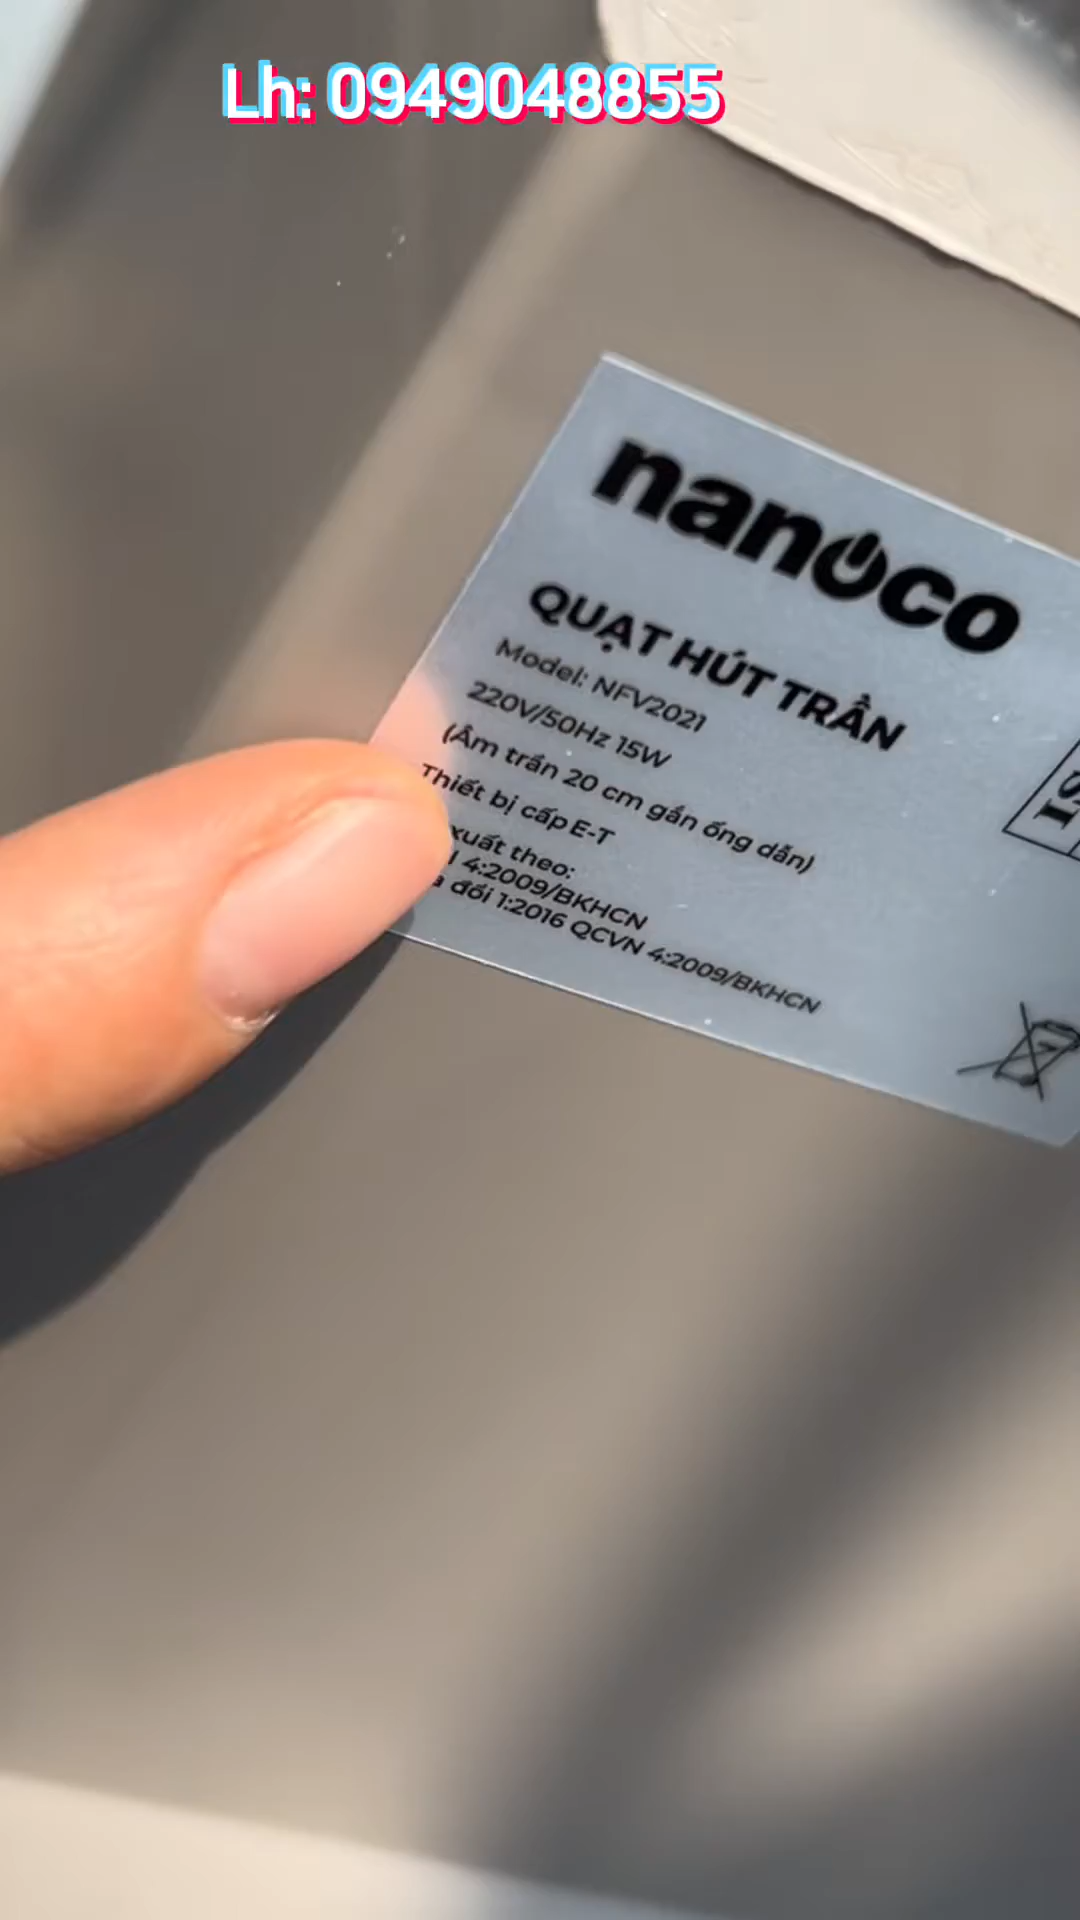 Lh: 0949048855
nanoco
QUẠT HÚT TRẦN
Model: NFV2021
220V/50Hz 15W
(Âm trần 20 cm gắn ống dẫn)
Thiết bị cấp E-T
xuất theo:
4:2009/BKHCN
đổi 1:2016 QCVN 4:2009/BKHCN